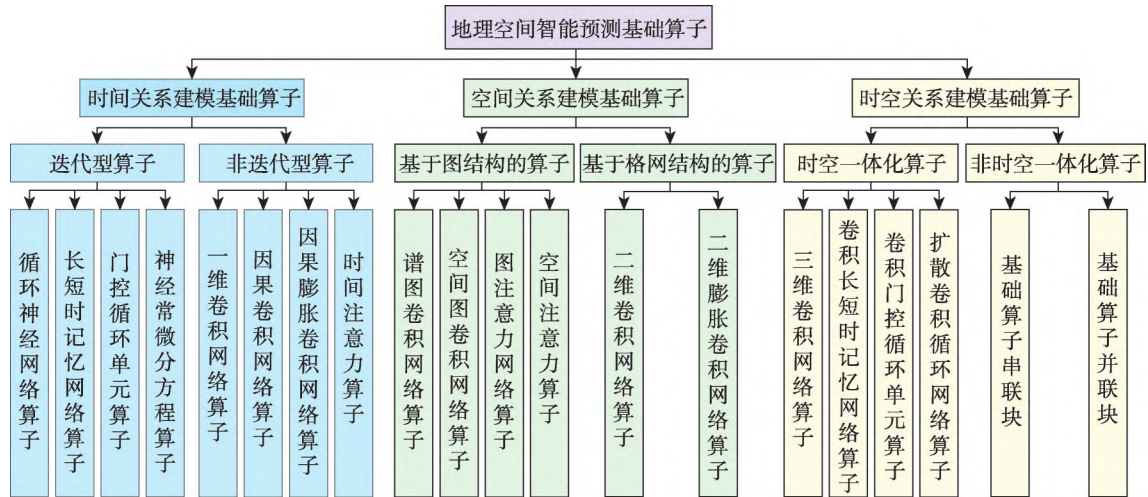 地理空间智能预测基础算子
时间关系建模基础算子
空间关系建模基础算子
时空关系建模基础算子
迭代型算子
非迭代型算子
基于图结构的算子
基于格网结构的算子
时空一体化算子
非时空一体化算子
循环神经网络算子
长短时记忆网络算子
门控循环单元算子
神经常微分方程算子
一维卷积网络算子
因果卷积网络算子
因果膨胀卷积网络算子
时间注意力算子
谱图卷积网络算子
空间图卷积网络算子
图注意力网络算子
空间注意力算子
二维卷积网络算子
二维膨胀卷积网络算子
三维卷积网络算子
卷积长短时记忆网络算子
卷积门控循环单元算子
扩散卷积循环网络算子
基础算子串联块
基础算子并联块